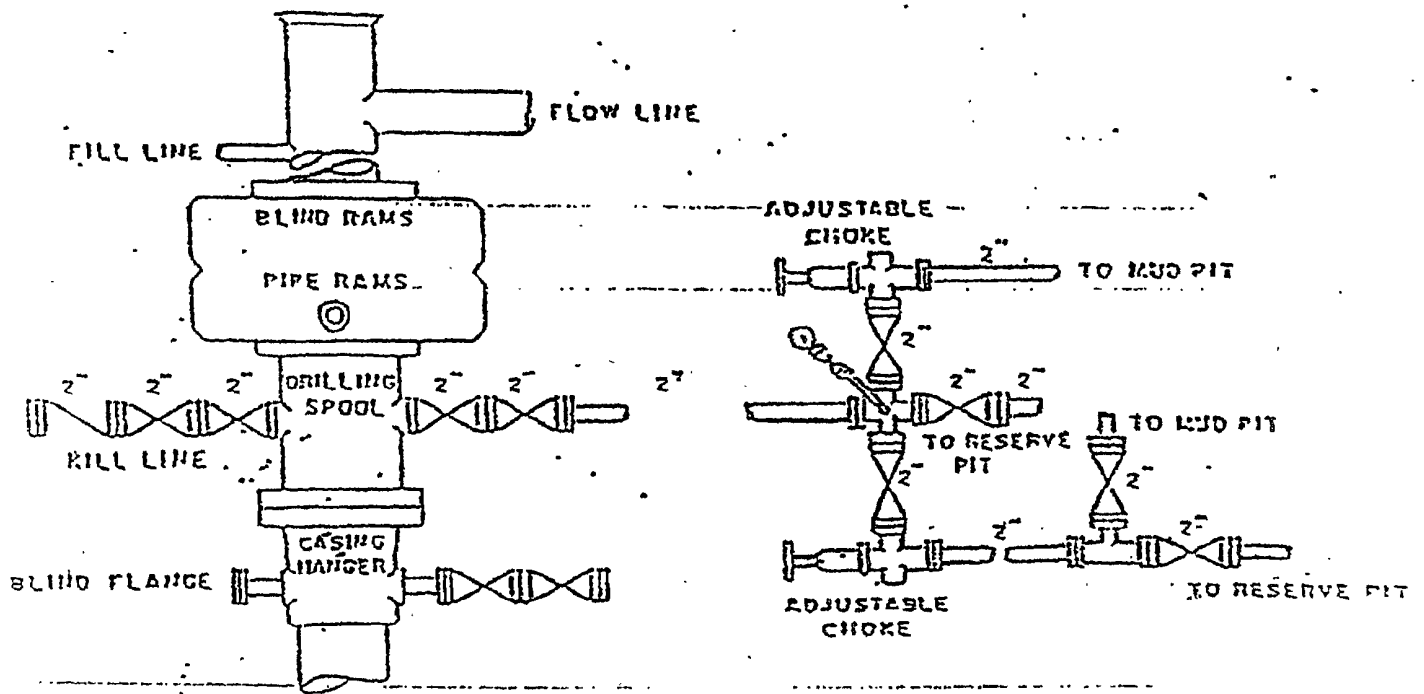 FLOW LINE
FILL LINE
BLIND RAMS
PIPE RAMS
ADJUSTABLE
CHOKE
2"
TO MUD PIT
2"
2" 2" 2"
DRILLING
SPOOL
2" 2"
2"
2" 2"
KILL LINE
TO RESERVE
PIT
TO MUD PIT
2"
2"
CASING
HANGER
2"
2"
BLIND FLANGE
TO RESERVE PIT
ADJUSTABLE
CHOKE